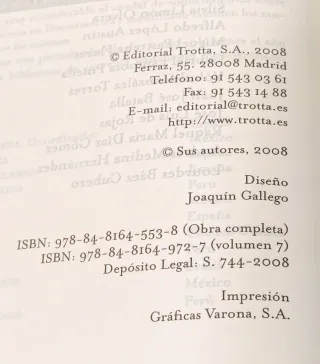 © Editorial Trotta, S.A., 2008
Ferraz, 55. 28008 Madrid
Teléfono: 91 543 03 61
Fax: 91 543 14 88
E-mail: editorial@trotta.es
http://www.trotta.es
© Sus autores, 2008
Diseño
Joaquín Gallego
ISBN: 978-84-8164-553-8 (Obra completa)
ISBN: 978-84-8164-972-7 (volumen 7)
Depósito Legal: S. 744-2008
Impresión
Gráficas Varona, S.A.